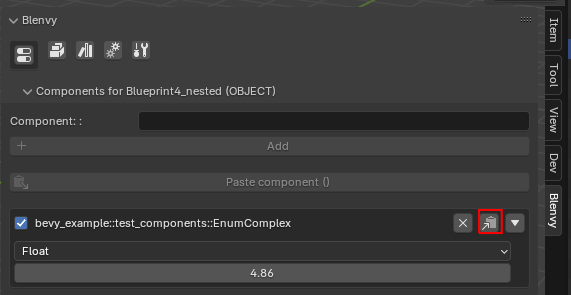 Blenvy
Components for Blueprint4_nested (OBJECT)
Component: :
Add
Paste component ()
bevy_example::test_components::EnumComplex
Float
4.86
Item
Tool
View
Dev
Blenvy